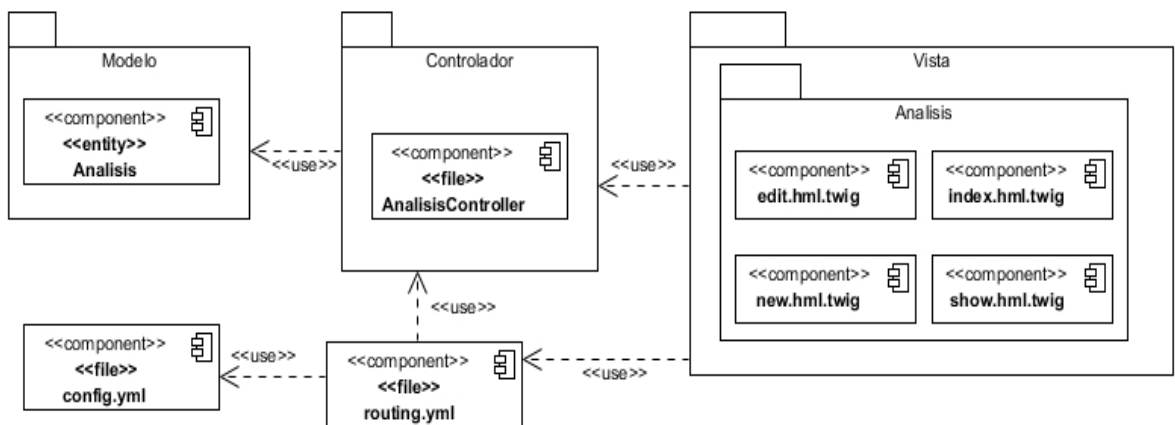 Modelo
<<component>>
<<entity>>
Analisis
<<use>>
Controlador
<<component>>
<<file>>
AnalisisController
<<use>>
Vista
Analisis
<<component>>
edit.hml.twig
<<component>>
index.hml.twig
<<component>>
new.hml.twig
<<component>>
show.hml.twig
<<use>>
<<component>>
<<file>>
config.yml
<<use>>
<<component>>
<<file>>
routing.yml
<<use>>